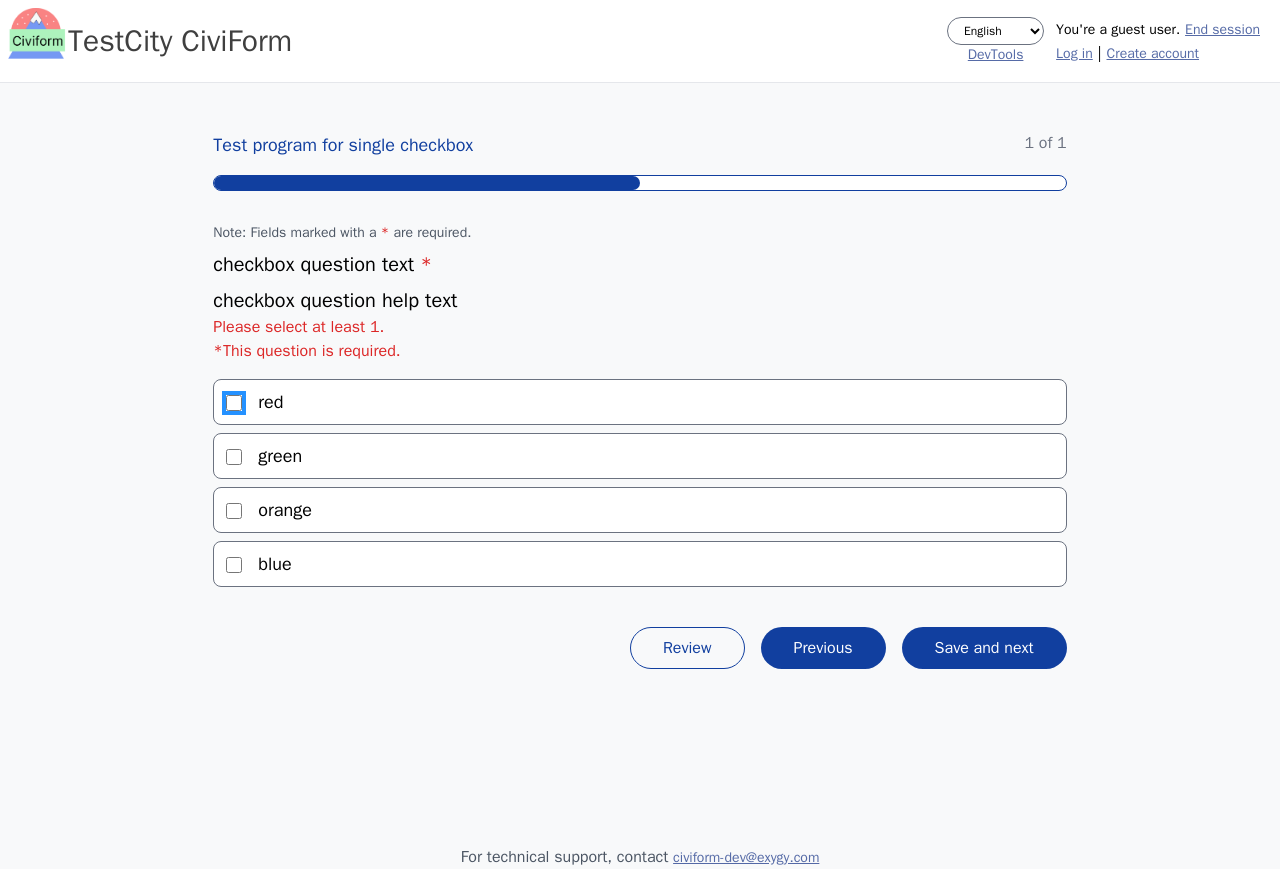 Civiform
TestCity CiviForm
English
DevTools
You're a guest user. End session
Log in | Create account
Test program for single checkbox
1 of 1
Note: Fields marked with a * are required.
checkbox question text *
checkbox question help text
Please select at least 1.
*This question is required.
red
green
orange
blue
Review
Previous
Save and next
For technical support, contact civiform-dev@exygy.com